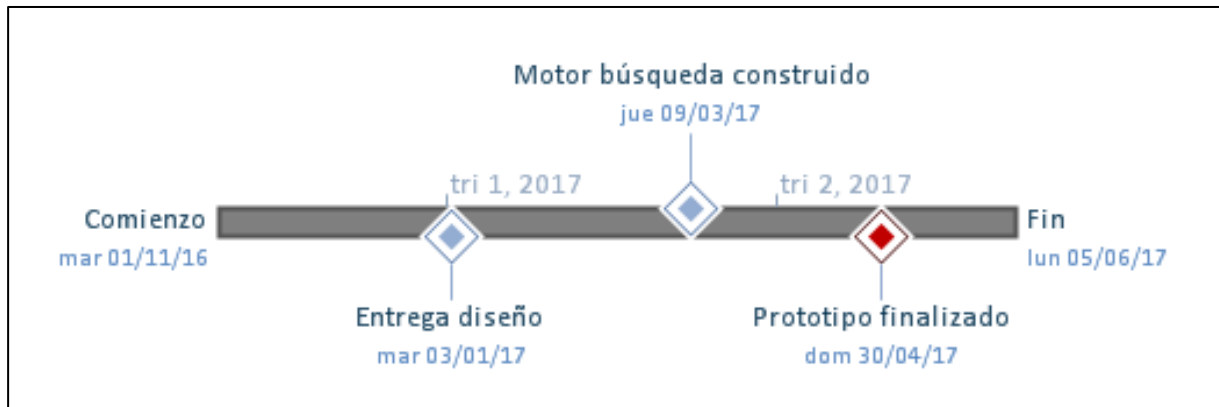 Motor búsqueda construido
jue 09/03/17
tri 1, 2017
tri 2, 2017
Comienzo
mar 01/11/16
Fin
lun 05/06/17
Entrega diseño
mar 03/01/17
Prototipo finalizado
dom 30/04/17